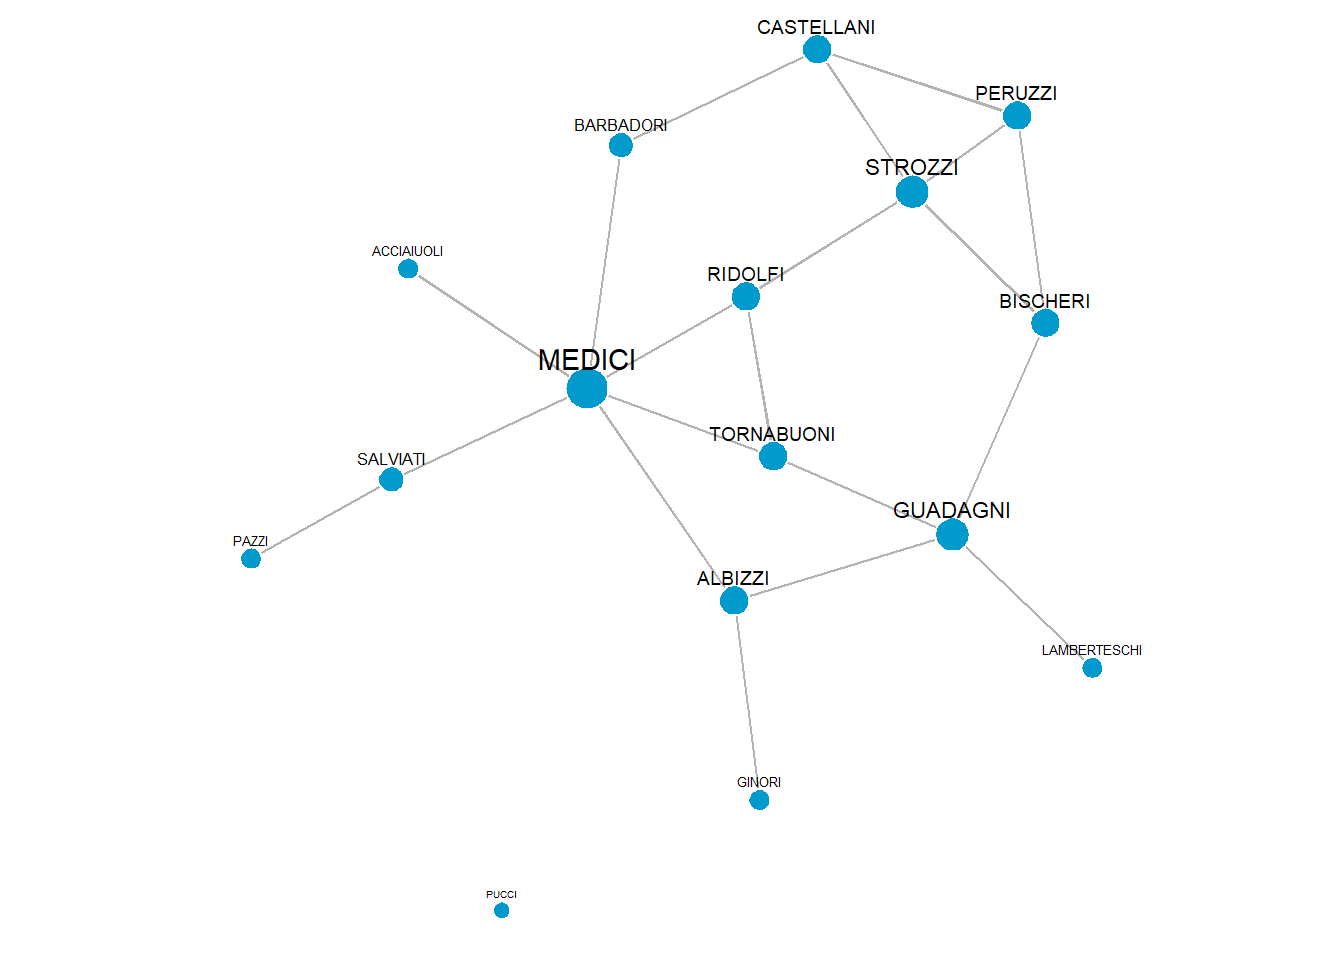 CASTELLANI
PERUZZI
BARBADORI
STROZZI
ACCIAIUOLI
RIDOLFI
BISCHERI
MEDICI
TORNABUONI
SALVIATI
GUADAGNI
PAZZI
ALBIZZI
LAMBERTESCHI
GINORI
PUCCI